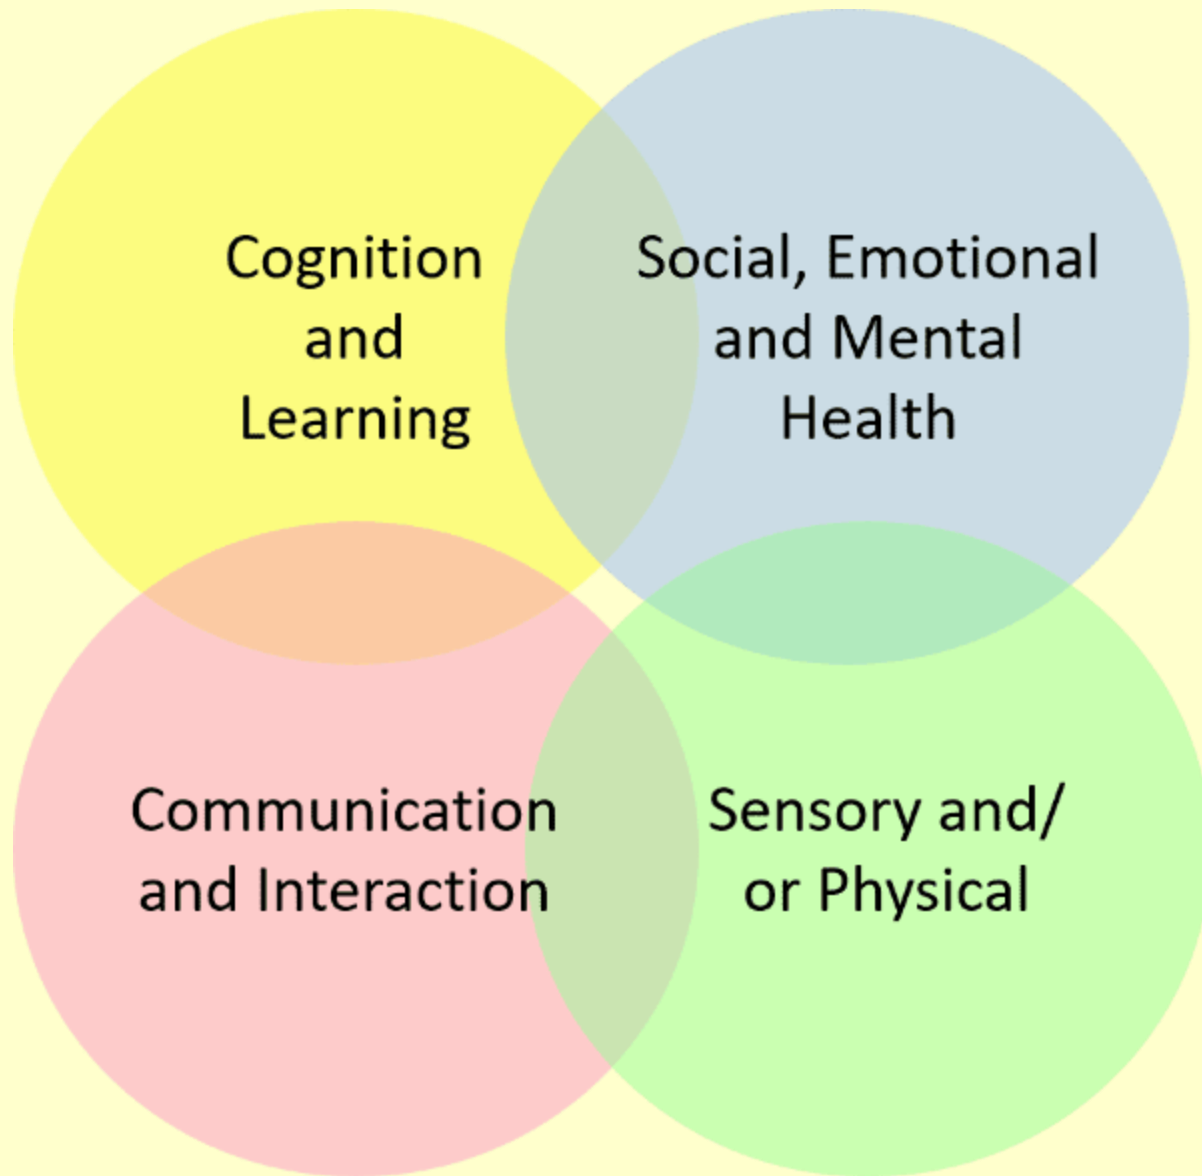 Cognition
and
Learning
Social, Emotional
and Mental
Health
Communication
and Interaction
Sensory and/
or Physical